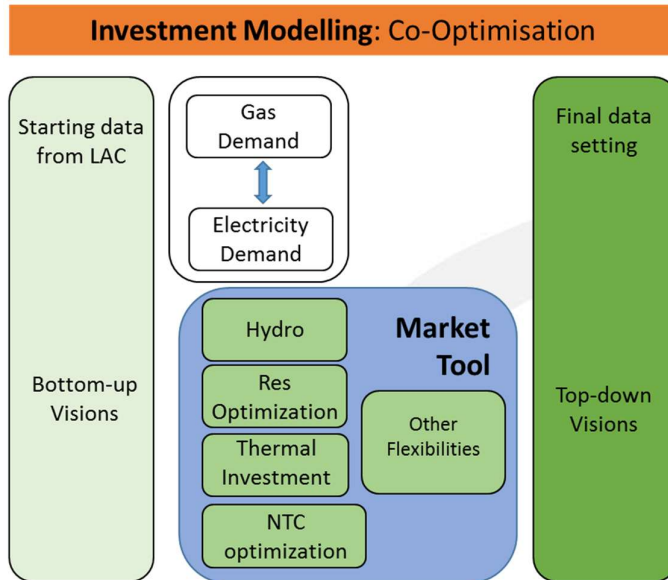 Investment Modelling: Co-Optimisation
Starting data
from LAC
Bottom-up
Visions
Gas
Demand
Electricity
Demand
Market
Tool
Hydro
Res
Optimization
Thermal
Investment
NTC
optimization
Other
Flexibilities
Final data
setting
Top-down
Visions